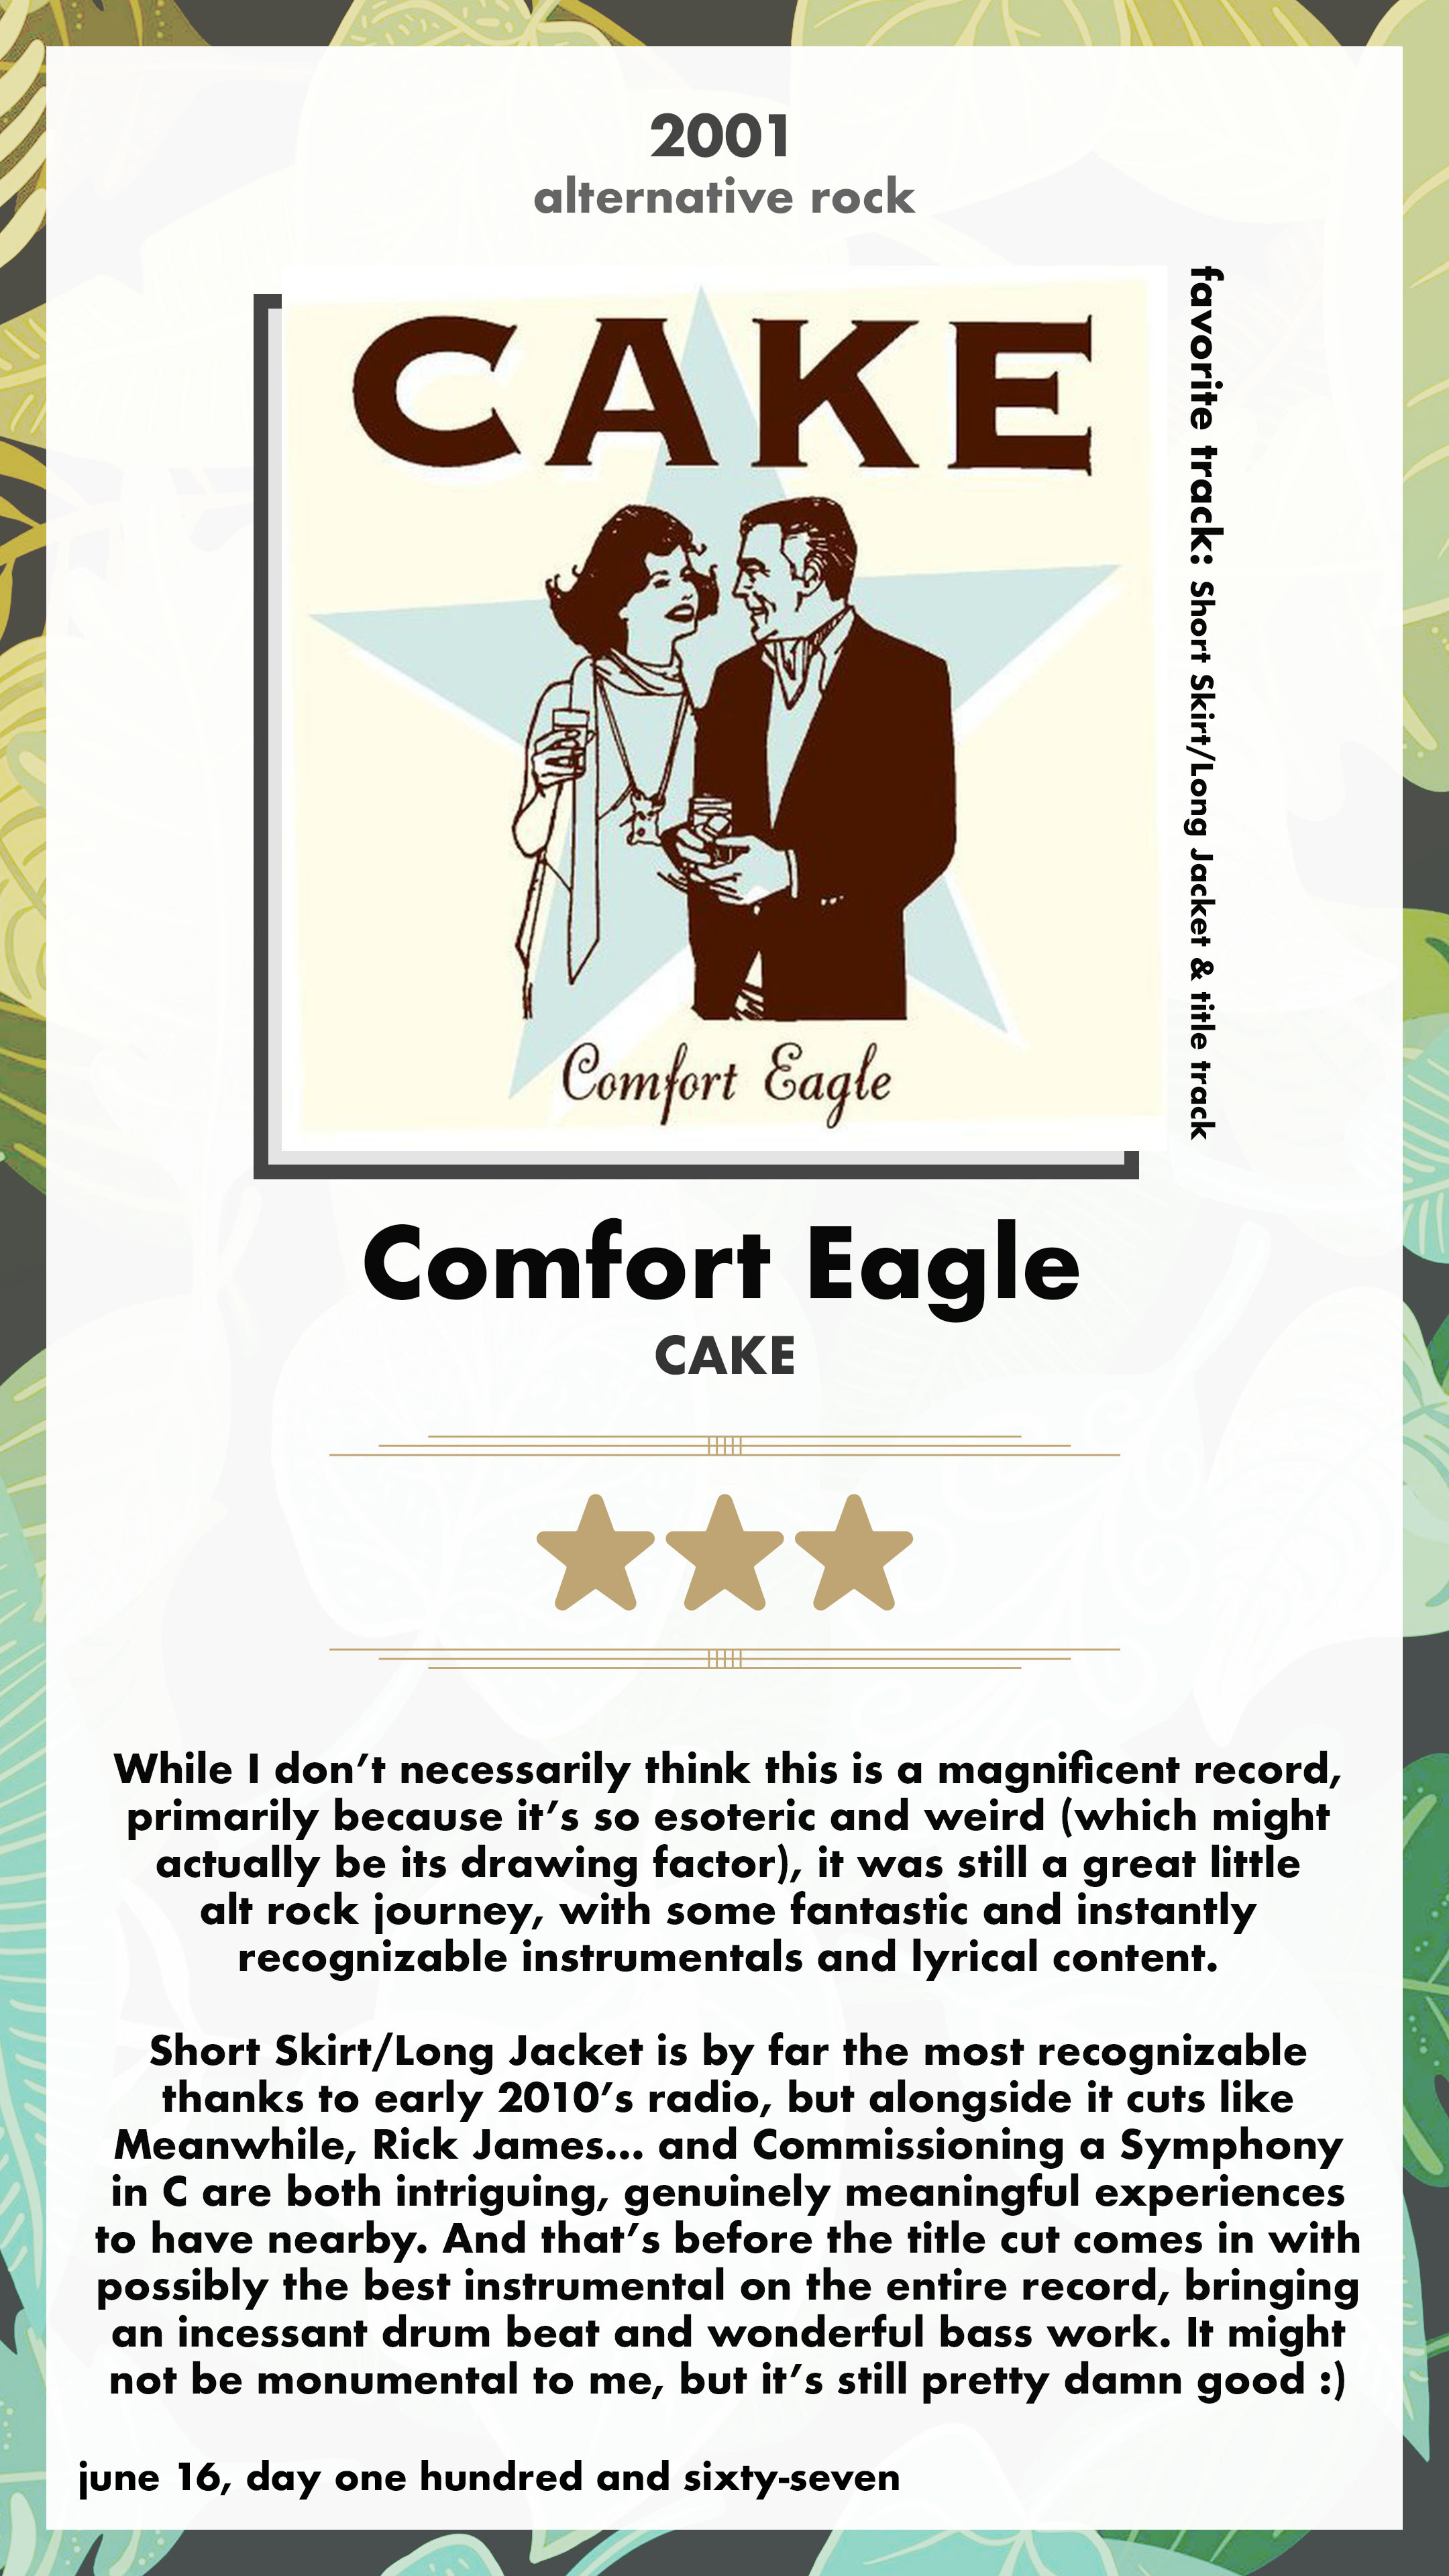 2001
alternative rock
CAKE
Comfort Eagle
favorite track: Short Skirt/Long Jacket & title track
Comfort Eagle
CAKE
While I don’t necessarily think this is a magnificent record,
primarily because it’s so esoteric and weird (which might
actually be its drawing factor), it was still a great little
alt rock journey, with some fantastic and instantly
recognizable instrumentals and lyrical content.
Short Skirt/Long Jacket is by far the most recognizable
thanks to early 2010’s radio, but alongside it cuts like
Meanwhile, Rick James... and Commissioning a Symphony
in C are both intriguing, genuinely meaningful experiences
to have nearby. And that’s before the title cut comes in with
possibly the best instrumental on the entire record, bringing
an incessant drum beat and wonderful bass work. It might
not be monumental to me, but it’s still pretty damn good :)
june 16, day one hundred and sixty-seven